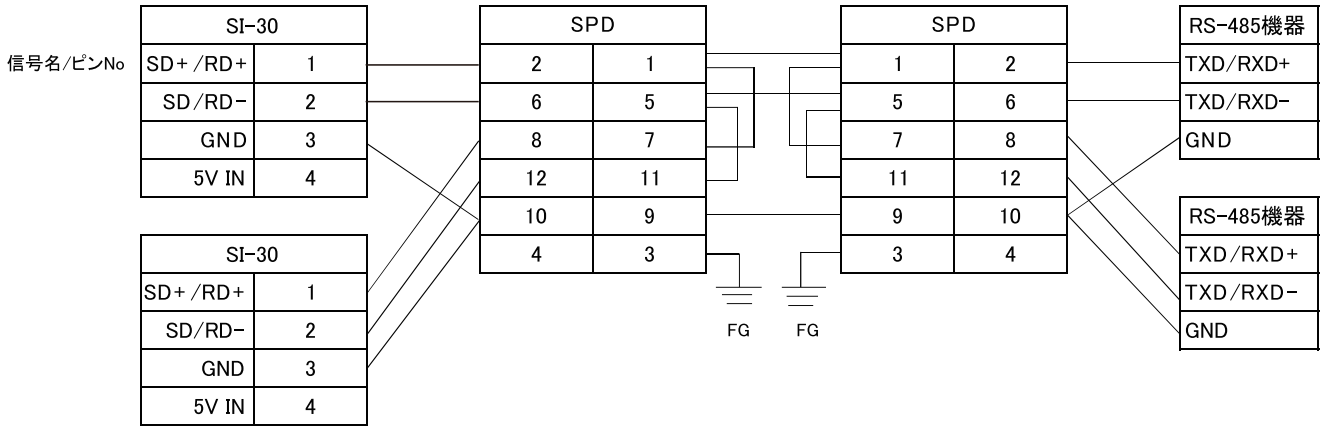 信号名/ピンNo
SI-30
SD+/RD+ 1
SD/RD- 2
GND 3
5V IN 4
SI-30
SD+/RD+ 1
SD/RD- 2
GND 3
5V IN 4
SPD
2 1
6 5
8 7
12 11
10 9
4 3
FG
SPD
1 2
5 6
7 8
11 12
9 10
3 4
FG
RS-485機器
TXD/RXD+
TXD/RXD-
GND
RS-485機器
TXD/RXD+
TXD/RXD-
GND